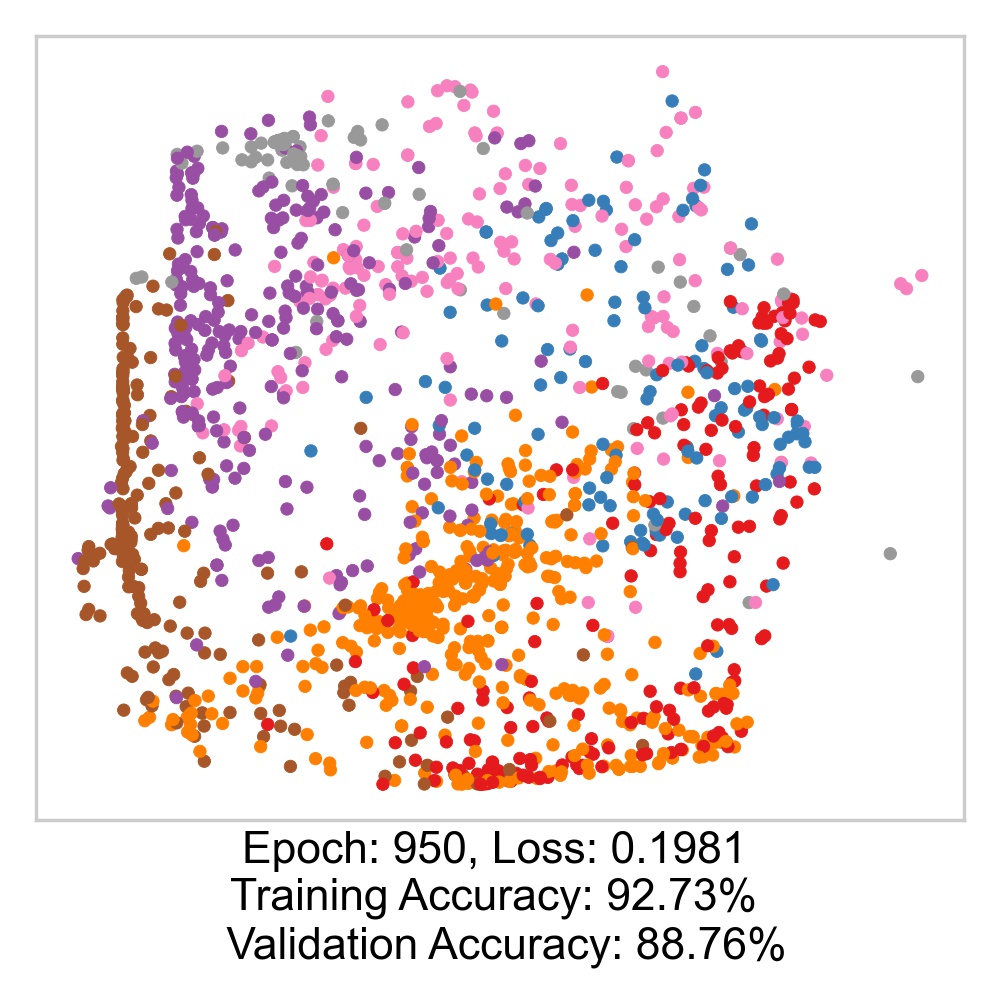 Epoch: 950, Loss: 0.1981
Training Accuracy: 92.73%
Validation Accuracy: 88.76%